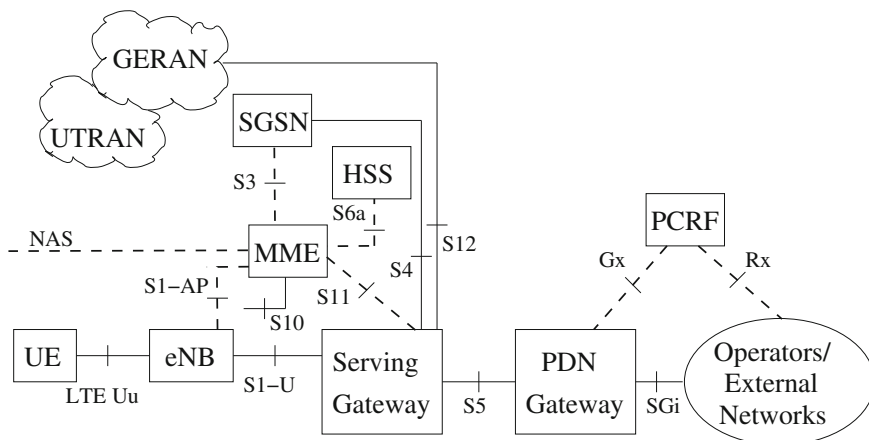 GERAN
UTRAN
SGSN
S3
HSS
S6a
PCRF
NAS
MME
S12
S4
Gx
Rx
S1-AP
S11
S10
UE
eNB
Serving
Gateway
PDN
Gateway
Operators/
External
Networks
LTE Uu
S1-U
S5
SGi